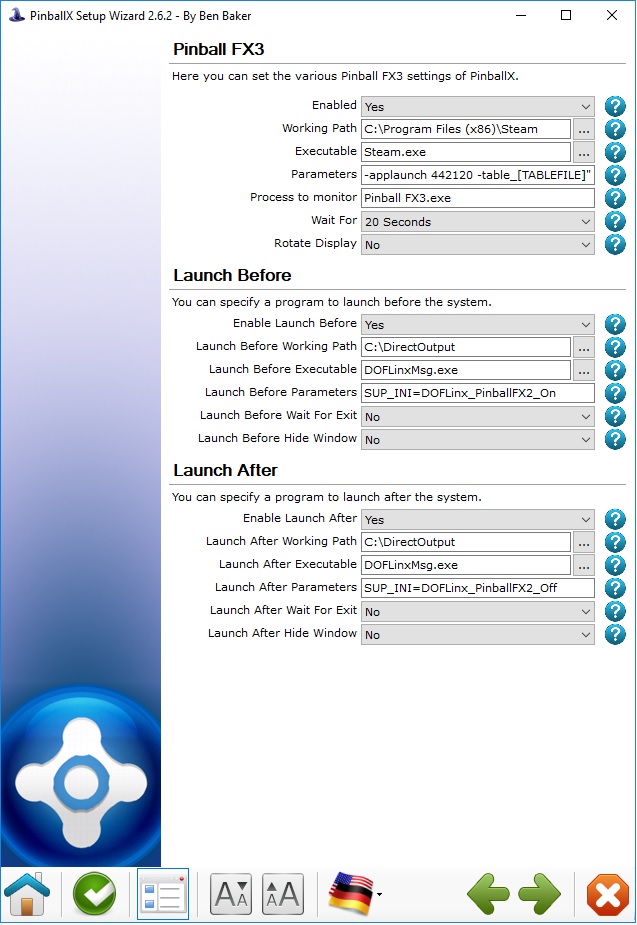 PinballX Setup Wizard 2.6.2 - By Ben Baker
Pinball FX3
Here you can set the various Pinball FX3 settings of PinballX.
Enabled Yes
Working Path C:\Program Files (x86)\Steam ...
Executable Steam.exe ...
Parameters -applaunch 442120 -table_[TABLEFILE]"
Process to monitor Pinball FX3.exe
Wait For 20 Seconds
Rotate Display No
Launch Before
You can specify a program to launch before the system.
Enable Launch Before Yes
Launch Before Working Path C:\DirectOutput ...
Launch Before Executable DOFLinxMsg.exe ...
Launch Before Parameters SUP_INI=DOFLinx_PinballFX2_On
Launch Before Wait For Exit No
Launch Before Hide Window No
Launch After
You can specify a program to launch after the system.
Enable Launch After Yes
Launch After Working Path C:\DirectOutput ...
Launch After Executable DOFLinxMsg.exe ...
Launch After Parameters SUP_INI=DOFLinx_PinballFX2_Off
Launch After Wait For Exit No
Launch After Hide Window No
AA AA